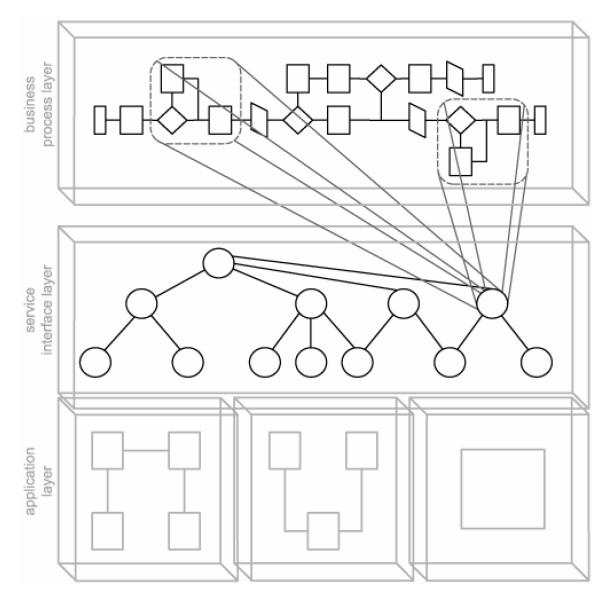 business
process layer
service
interface layer
application
layer